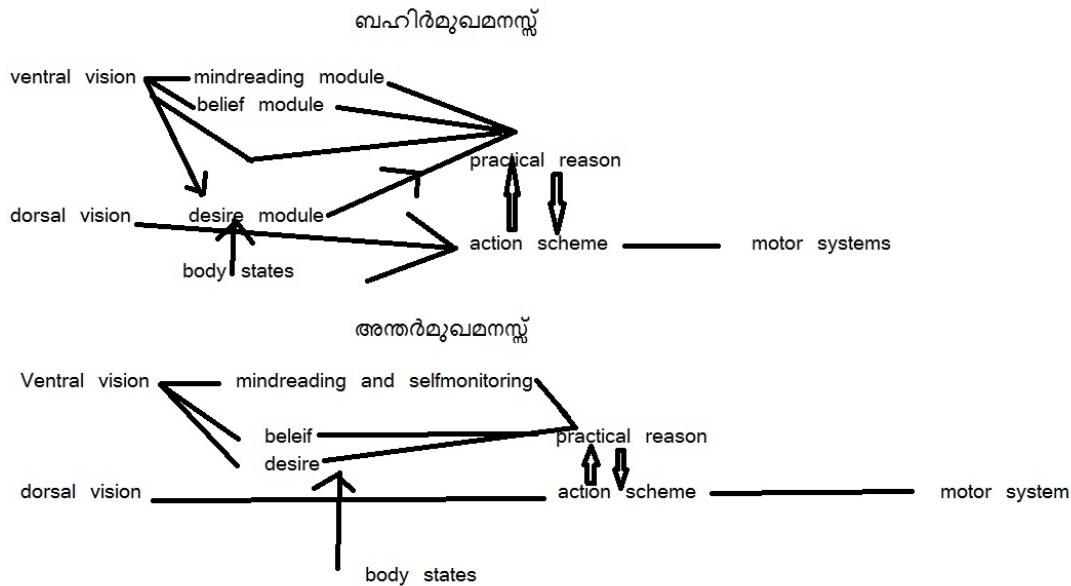 ബഹിർമുഖമനസ്സ്
ventral vision mindreading module
belief module
practical reason
dorsal vision desire module
action scheme motor systems
body states
അന്തർമുഖമനസ്സ്
Ventral vision mindreading and selfmonitoring
beleif practical reason
desire
dorsal vision action scheme motor system
body states